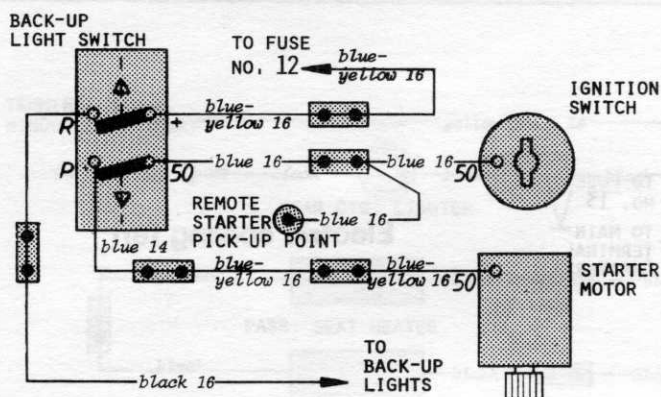 BACK-UP
LIGHT SWITCH
TO FUSE
NO. 12
blue-
yellow 16
IGNITION
SWITCH
R
+
blue-
yellow 16
P
50
blue 16
blue 16
50
REMOTE
STARTER
PICK-UP POINT
blue 16
blue 14
blue-
yellow 16
blue-
yellow 16
50
STARTER
MOTOR
black 16
TO
BACK-UP
LIGHTS